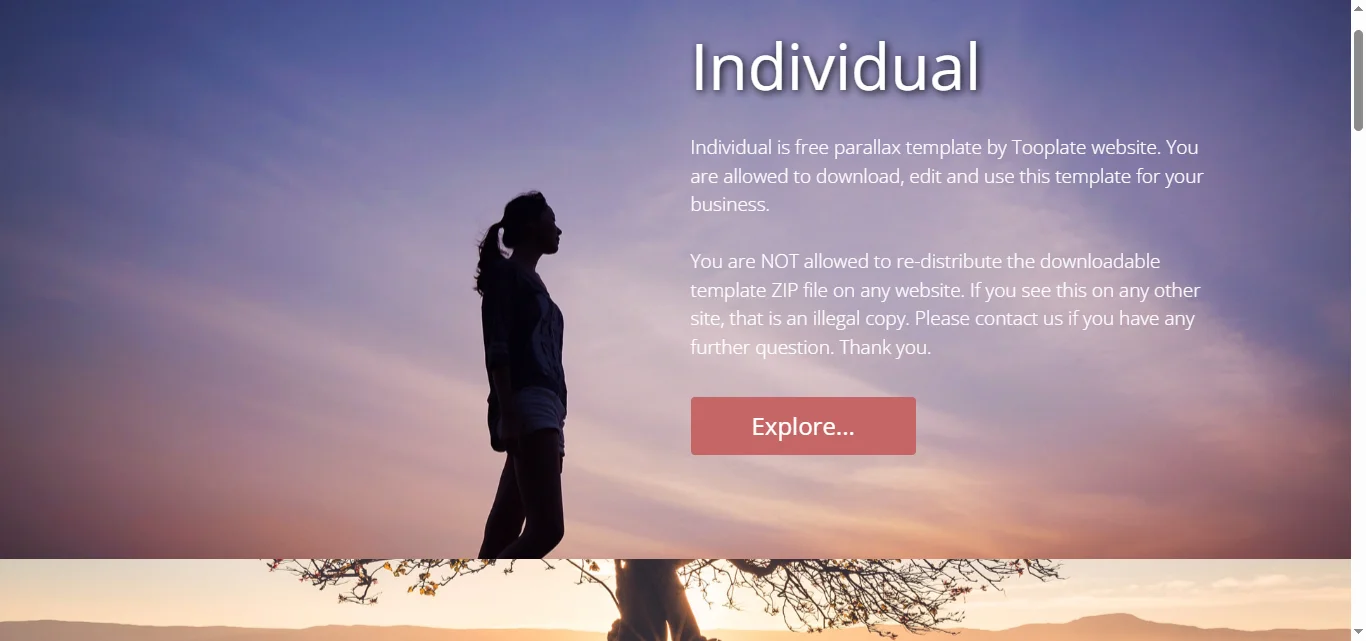 Individual
Individual is free parallax template by Tooplate website. You
are allowed to download, edit and use this template for your
business.
You are NOT allowed to re-distribute the downloadable
template ZIP file on any website. If you see this on any other
site, that is an illegal copy. Please contact us if you have any
further question. Thank you.
Explore...